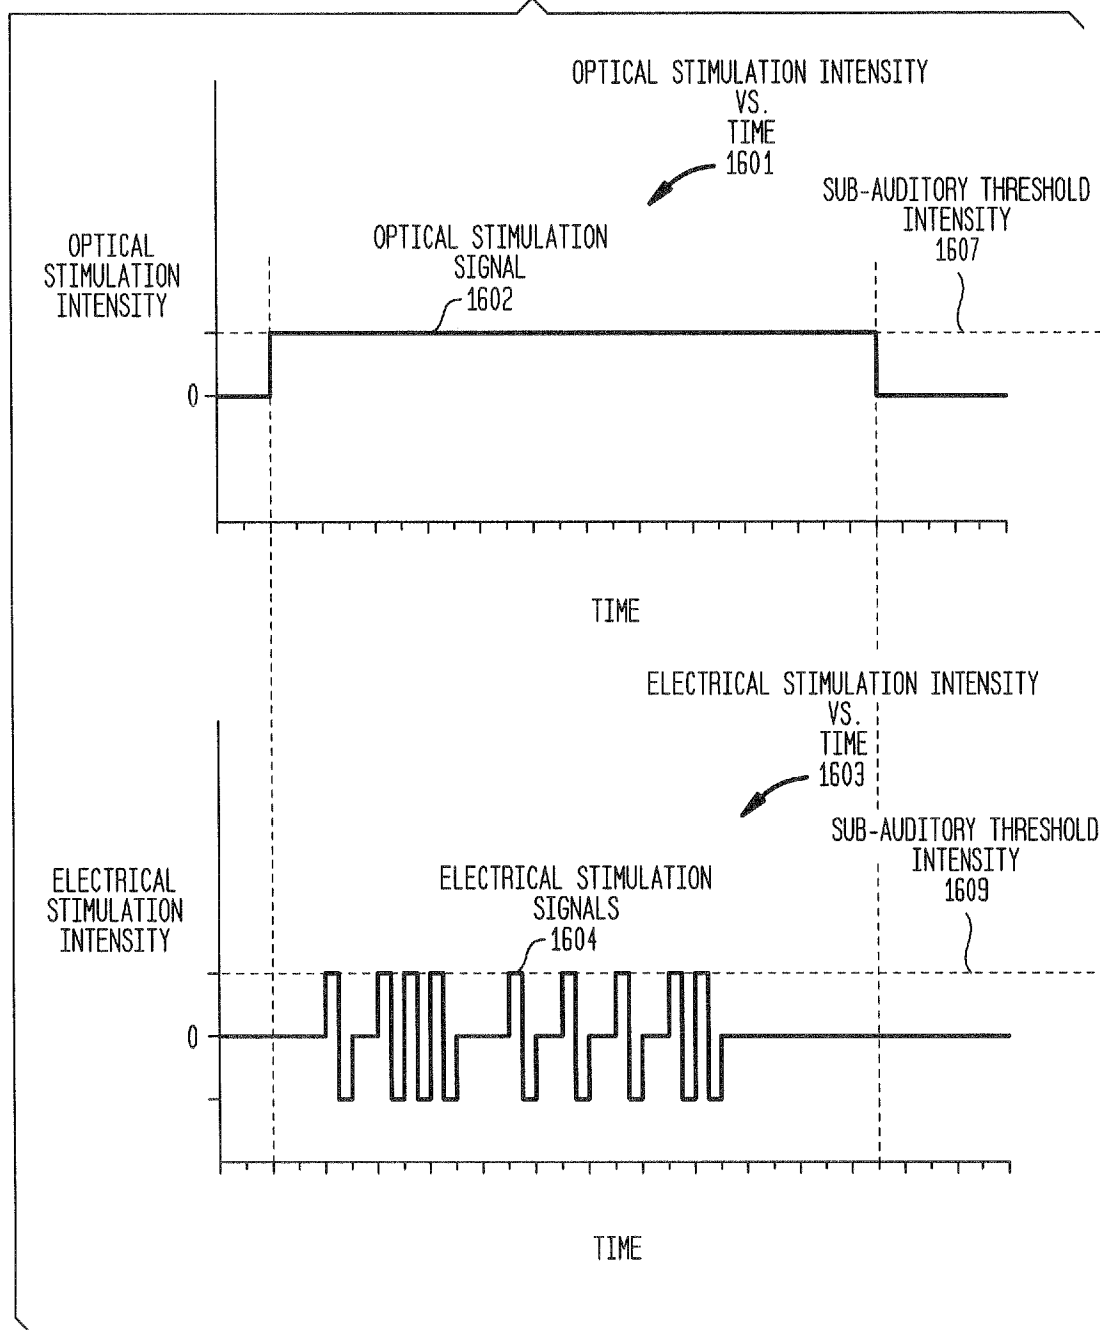 OPTICAL STIMULATION INTENSITY
VS.
TIME
1601
SUB-AUDITORY THRESHOLD
INTENSITY
1607
OPTICAL STIMULATION
SIGNAL
1602
OPTICAL
STIMULATION
INTENSITY
0
TIME
ELECTRICAL STIMULATION INTENSITY
VS.
TIME
1603
SUB-AUDITORY THRESHOLD
INTENSITY
1609
ELECTRICAL STIMULATION
SIGNALS
1604
ELECTRICAL
STIMULATION
INTENSITY
0
TIME